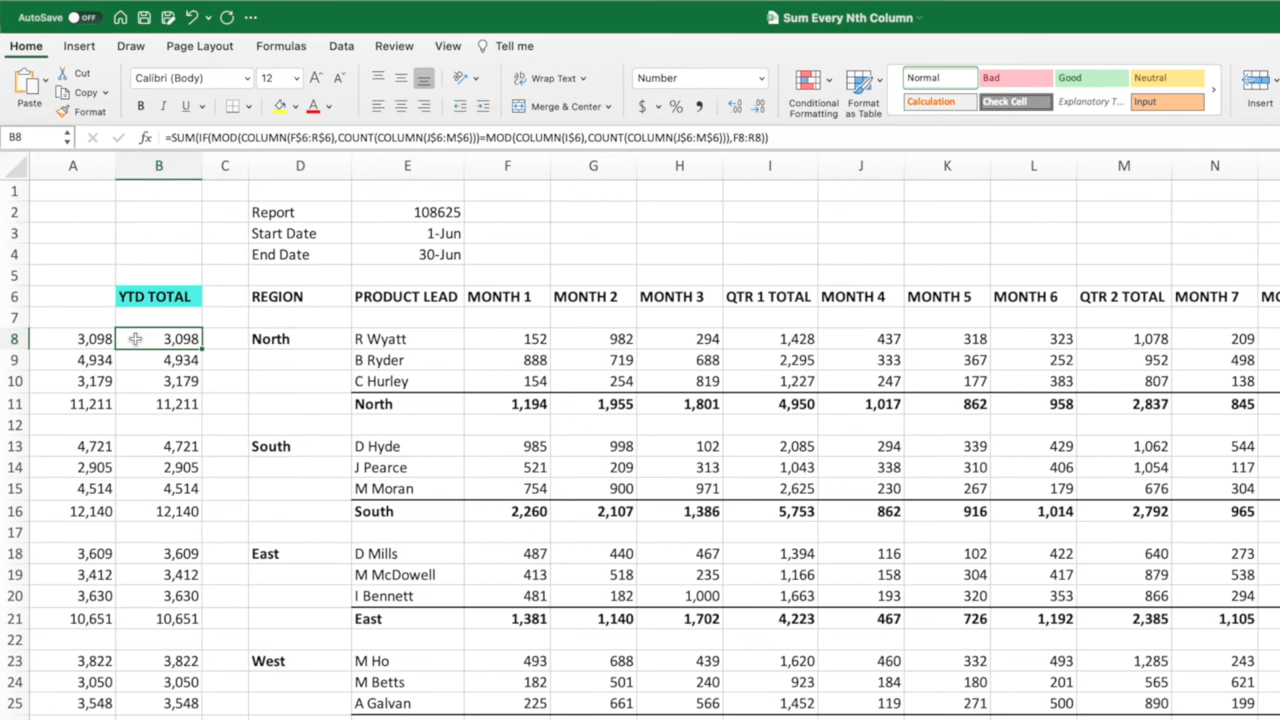 AutoSave OFF Sum Every Nth Column
Home Insert Draw Page Layout Formulas Data Review View Tell me
Paste Cut Copy Format Calibri (Body) 12 A A Wrap Text Number Conditional Formatting Format as Table Normal Bad Good Neutral Insert
B I U A Merge & Center $ % Calculation Check Cell Explanatory T... Input
B8 fx =SUM(IF(MOD(COLUMN(F$6:R$6),COUNT(COLUMN(J$6:M$6)))=MOD(COLUMN(I$6),COUNT(COLUMN(J$6:M$6))),F8:R8))
A B C D E F G H I J K L M N
1
2 Report 108625
3 Start Date 1-Jun
4 End Date 30-Jun
5
6 YTD TOTAL REGION PRODUCT LEAD MONTH 1 MONTH 2 MONTH 3 QTR 1 TOTAL MONTH 4 MONTH 5 MONTH 6 QTR 2 TOTAL MONTH 7
7
8 3,098 3,098 North R Wyatt 152 982 294 1,428 437 318 323 1,078 209
9 4,934 4,934 B Ryder 888 719 688 2,295 333 367 252 952 498
10 3,179 3,179 C Hurley 154 254 819 1,227 247 177 383 807 138
11 11,211 11,211 North 1,194 1,955 1,801 4,950 1,017 862 958 2,837 845
12
13 4,721 4,721 South D Hyde 985 998 102 2,085 294 339 429 1,062 544
14 2,905 2,905 J Pearce 521 209 313 1,043 338 310 406 1,054 117
15 4,514 4,514 M Moran 754 900 971 2,625 230 267 179 676 304
16 12,140 12,140 South 2,260 2,107 1,386 5,753 862 916 1,014 2,792 965
17
18 3,609 3,609 East D Mills 487 440 467 1,394 116 102 422 640 273
19 3,412 3,412 M McDowell 413 518 235 1,166 158 304 417 879 538
20 3,630 3,630 I Bennett 481 182 1,000 1,663 193 320 353 866 294
21 10,651 10,651 East 1,381 1,140 1,702 4,223 467 726 1,192 2,385 1,105
22
23 3,822 3,822 West M Ho 493 688 439 1,620 460 332 493 1,285 243
24 3,050 3,050 M Betts 182 501 240 923 184 180 201 565 621
25 3,548 3,548 A Galvan 225 661 566 1,452 119 271 500 890 199